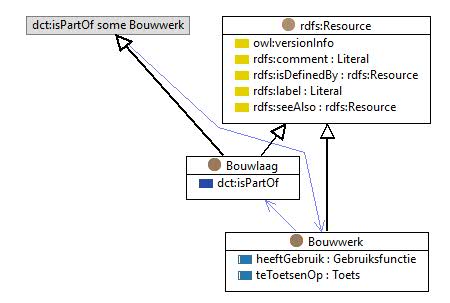 dct:isPartOf some Bouwwerk
rdfs:Resource
owl:versionInfo
rdfs:comment : Literal
rdfs:isDefinedBy : rdfs:Resource
rdfs:label : Literal
rdfs:seeAlso : rdfs:Resource
Bouwlaag
dct:isPartOf
Bouwwerk
heeftGebruik : Gebruiksfunctie
teToetsenOp : Toets